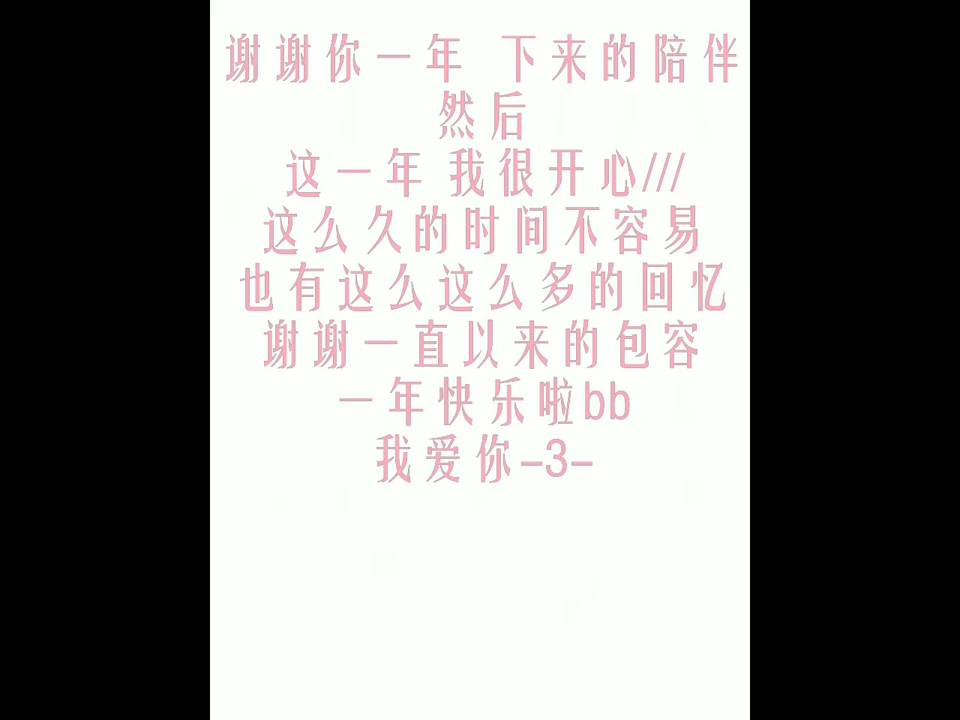 谢谢你一年 下来的陪伴
然后
这一年 我很开心///
这么久的时间不容易
也有这么这么多的回忆
谢谢一直以来的包容
一年快乐啦bb
我爱你-3-